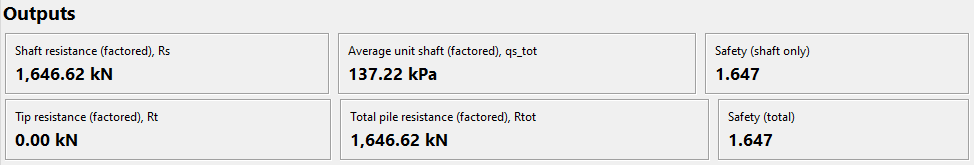 Outputs
Shaft resistance (factored), Rs
1,646.62 kN
Average unit shaft (factored), qs_tot
137.22 kPa
Safety (shaft only)
1.647
Tip resistance (factored), Rt
0.00 kN
Total pile resistance (factored), Rtot
1,646.62 kN
Safety (total)
1.647